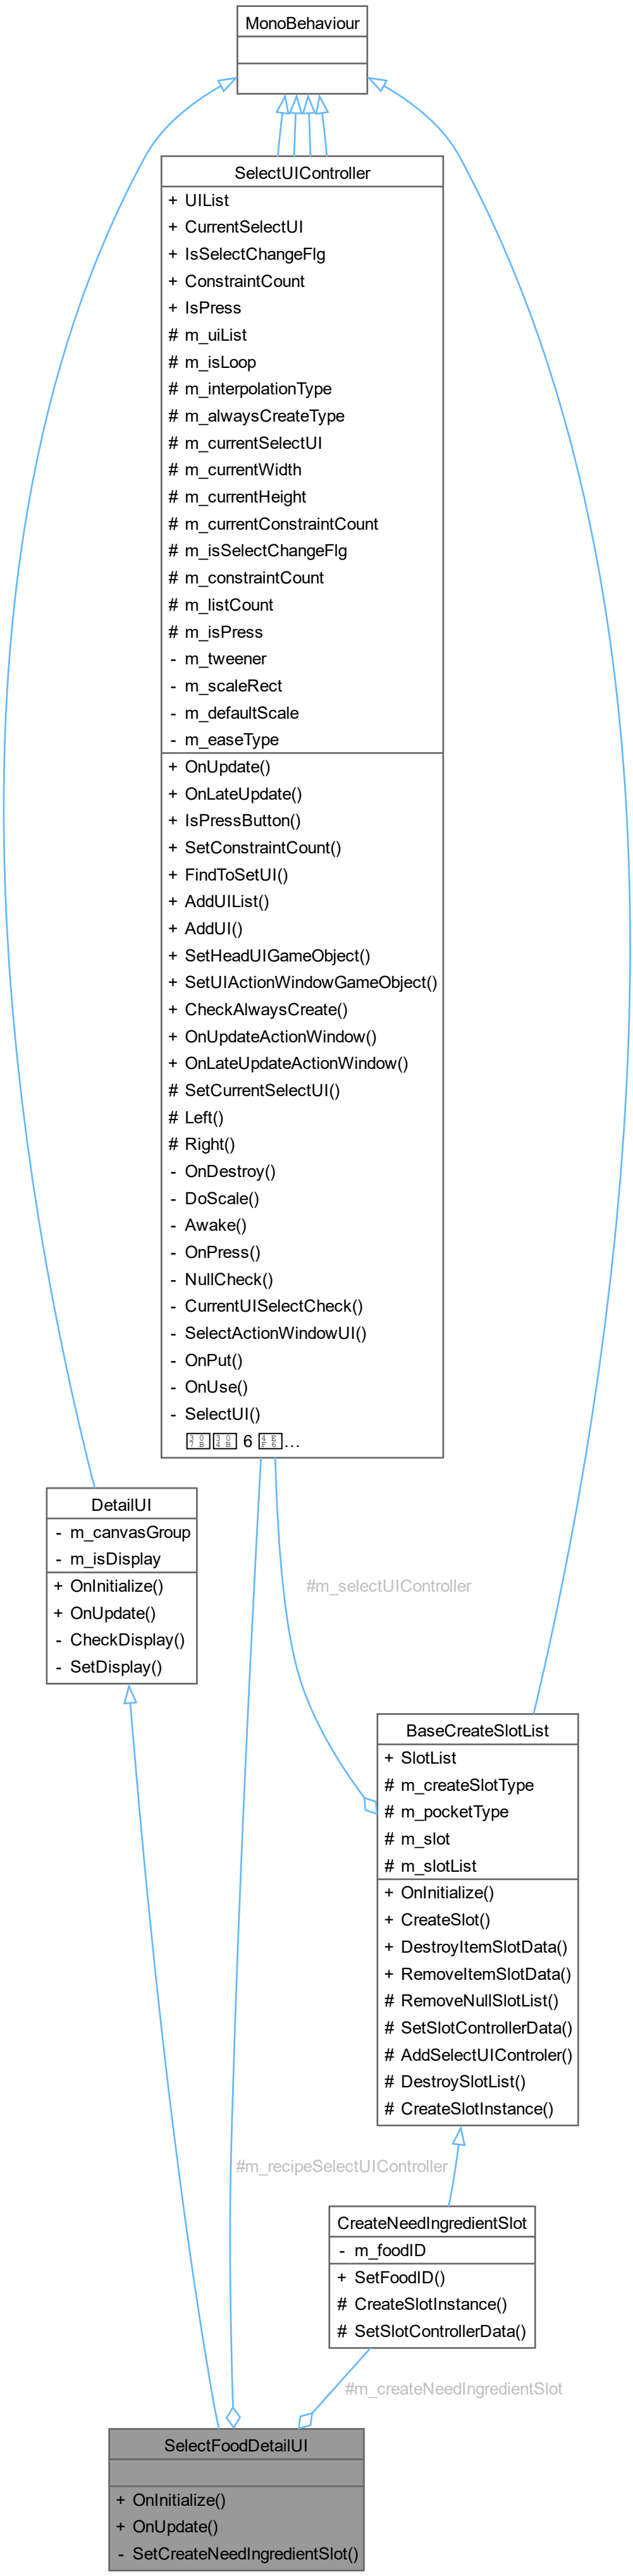 MonoBehaviour
SelectUIController
+ UIList
+ CurrentSelectUI
+ IsSelectChangeFlg
+ ConstraintCount
+ IsPress
# m_uiList
# m_isLoop
# m_interpolationType
# m_alwaysCreateType
# m_currentSelectUI
# m_currentWidth
# m_currentHeight
# m_currentConstraintCount
# m_isSelectChangeFlg
# m_constraintCount
# m_listCount
# m_isPress
- m_tweener
- m_scaleRect
- m_defaultScale
- m_easeType
+ OnUpdate()
+ OnLateUpdate()
+ IsPressButton()
+ SetConstraintCount()
+ FindToSetUI()
+ AddUIList()
+ AddUI()
+ SetHeadUIGameObject()
+ SetUIActionWindowGameObject()
+ CheckAlwaysCreate()
+ OnUpdateActionWindow()
+ OnLateUpdateActionWindow()
# SetCurrentSelectUI()
# Left()
# Right()
- OnDestroy()
- DoScale()
- Awake()
- OnPress()
- NullCheck()
- CurrentUISelectCheck()
- SelectActionWindowUI()
- OnPut()
- OnUse()
- SelectUI()
6 ...
DetailUI
- m_canvasGroup
- m_isDisplay
+ OnInitialize()
+ OnUpdate()
- CheckDisplay()
- SetDisplay()
#m_selectUIController
BaseCreateSlotList
+ SlotList
# m_createSlotType
# m_pocketType
# m_slot
# m_slotList
+ OnInitialize()
+ CreateSlot()
+ DestroyItemSlotData()
+ RemoveItemSlotData()
# RemoveNullSlotList()
# SetSlotControllerData()
# AddSelectUIControler()
# DestroySlotList()
# CreateSlotInstance()
#m_recipeSelectUIController
CreateNeedIngredientSlot
- m_foodID
+ SetFoodID()
# CreateSlotInstance()
# SetSlotControllerData()
#m_createNeedIngredientSlot
SelectFoodDetailUI
+ OnInitialize()
+ OnUpdate()
- SetCreateNeedIngredientSlot()